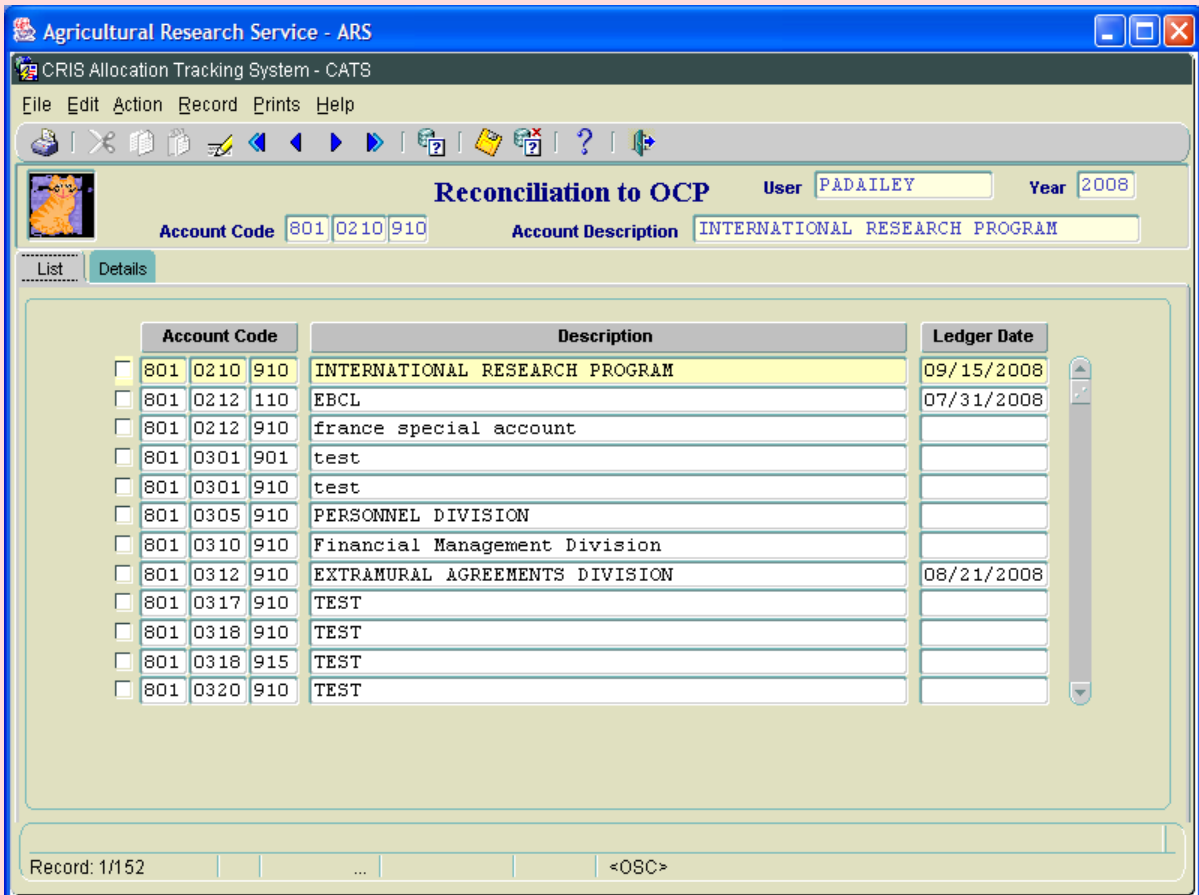 Agricultural Research Service - ARS
CRIS Allocation Tracking System - CATS
File Edit Action Record Prints Help
Reconciliation to OCP User PADAILEY Year 2008
Account Code 801 0210 910 Account Description INTERNATIONAL RESEARCH PROGRAM
List Details
Account Code Description Ledger Date
801 0210 910 INTERNATIONAL RESEARCH PROGRAM 09/15/2008
801 0212 110 EBCL 07/31/2008
801 0212 910 france special account
801 0301 901 test
801 0301 910 test
801 0305 910 PERSONNEL DIVISION
801 0310 910 Financial Management Division
801 0312 910 EXTRAMURAL AGREEMENTS DIVISION 08/21/2008
801 0317 910 TEST
801 0318 910 TEST
801 0318 915 TEST
801 0320 910 TEST
Record: 1/152 ... <OSC>